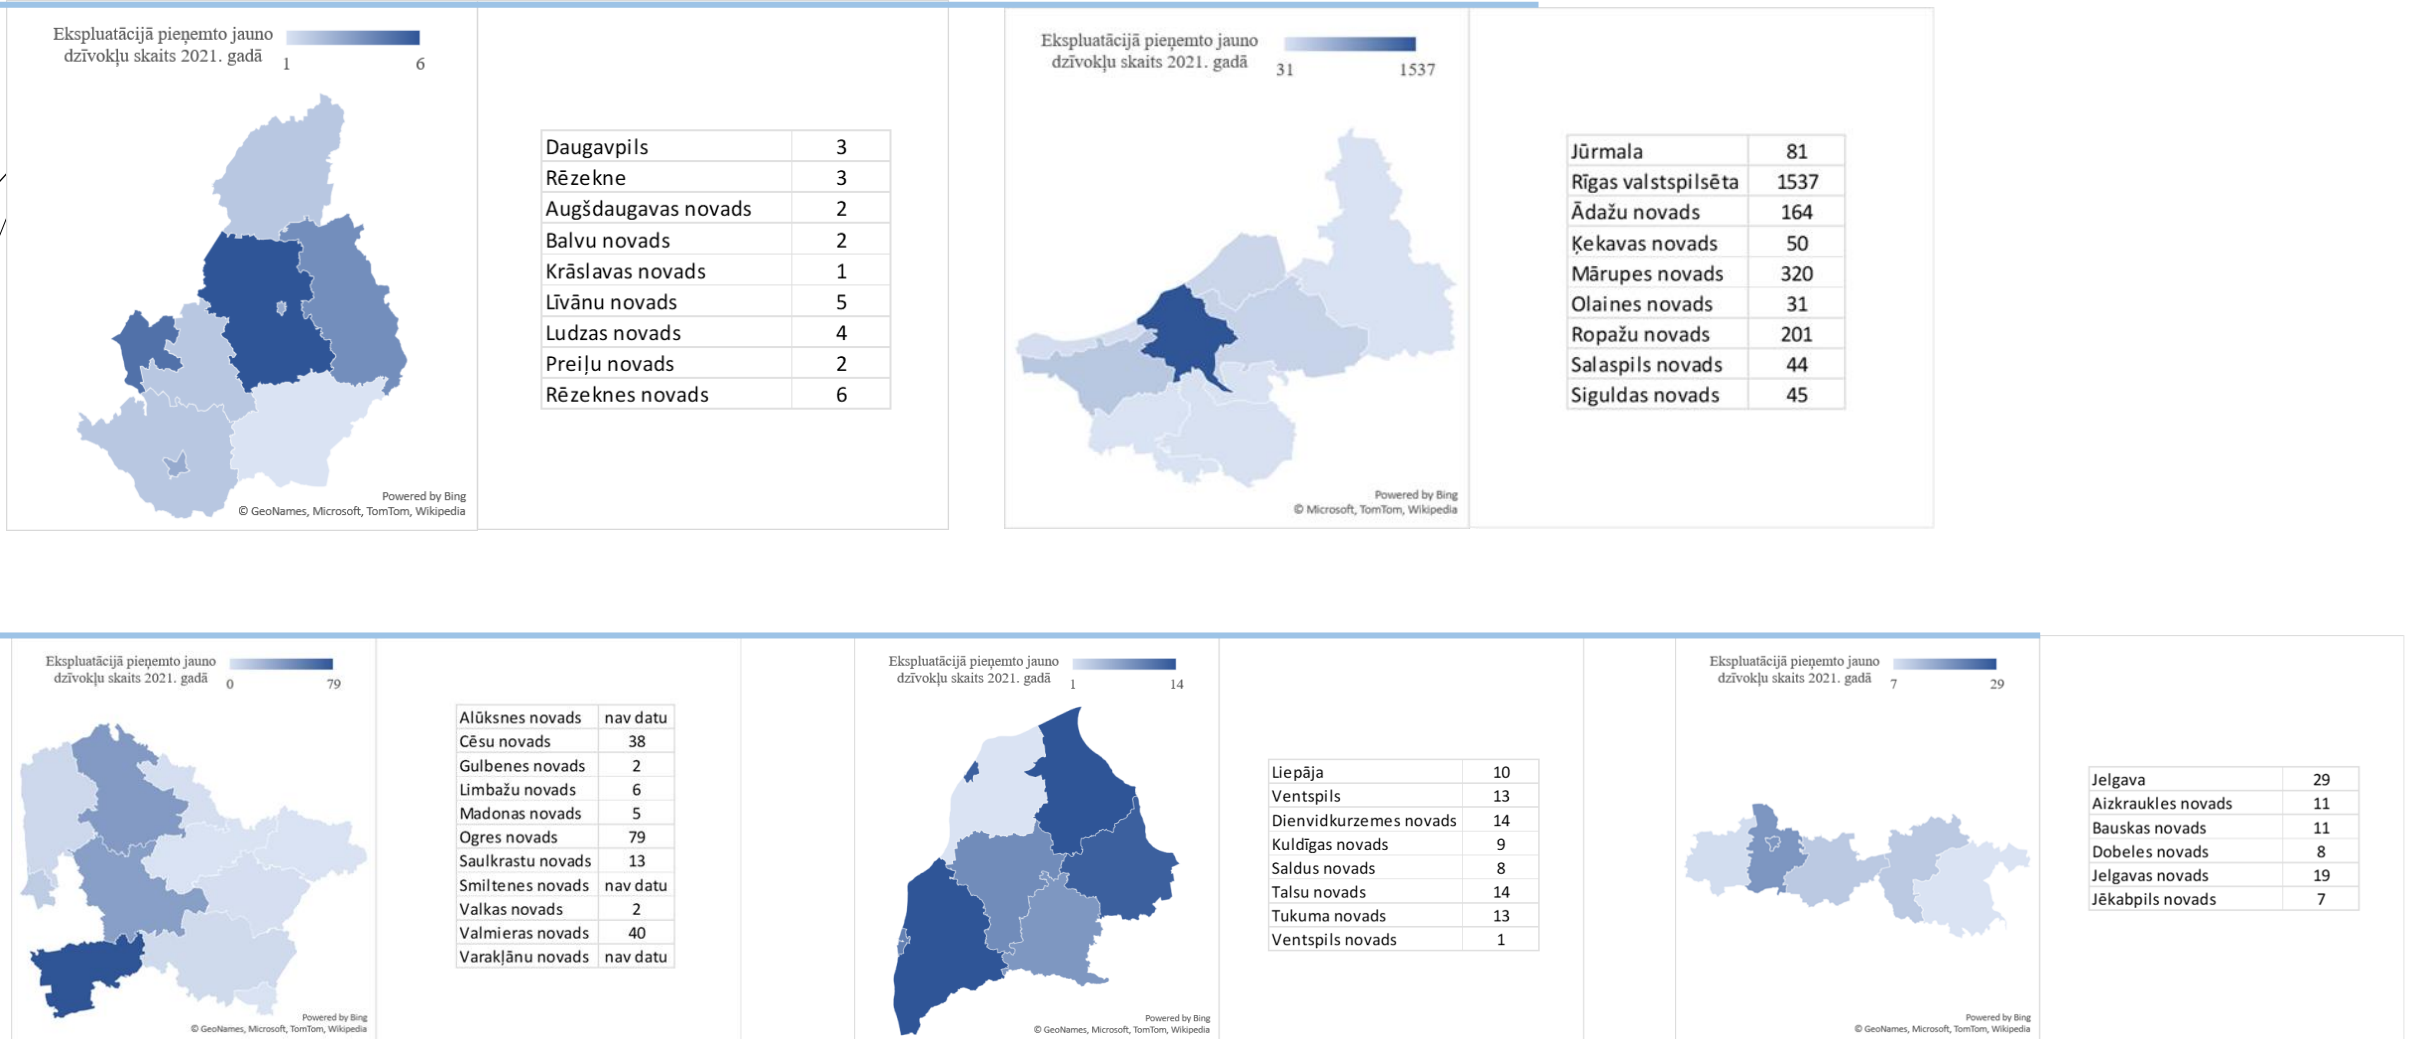 Ekspluatācijā pieņemto jauno
dzīvokļu skaits 2021. gadā
1 6
Daugavpils 3
Rēzekne 3
Augšdaugavas novads 2
Balvu novads 2
Krāslavas novads 1
Līvānu novads 5
Ludzas novads 4
Preiļu novads 2
Rēzeknes novads 6
Powered by Bing
© GeoNames, Microsoft, TomTom, Wikipedia
Ekspluatācijā pieņemto jauno
dzīvokļu skaits 2021. gadā
31 1537
Jūrmala 81
Rīgas valstspilsēta 1537
Ādažu novads 164
Ķekavas novads 50
Mārupes novads 320
Olaines novads 31
Ropažu novads 201
Salaspils novads 44
Siguldas novads 45
Powered by Bing
© Microsoft, TomTom, Wikipedia
Ekspluatācijā pieņemto jauno
dzīvokļu skaits 2021. gadā
0 79
Alūksnes novads nav datu
Cēsu novads 38
Gulbenes novads 2
Limbažu novads 6
Madonas novads 5
Ogres novads 79
Saulkrastu novads 13
Smiltenes novads nav datu
Valkas novads 2
Valmieras novads 40
Varakļānu novads nav datu
Powered by Bing
© GeoNames, Microsoft, TomTom, Wikipedia
Ekspluatācijā pieņemto jauno
dzīvokļu skaits 2021. gadā
1 14
Liepāja 10
Ventspils 13
Dienvidkurzemes novads 14
Kuldīgas novads 9
Saldus novads 8
Talsu novads 14
Tukuma novads 13
Ventspils novads 1
Powered by Bing
© GeoNames, Microsoft, TomTom, Wikipedia
Ekspluatācijā pieņemto jauno
dzīvokļu skaits 2021. gadā
7 29
Jelgava 29
Aizkraukles novads 11
Bauskas novads 11
Dobeles novads 8
Jelgavas novads 19
Jēkabpils novads 7
Powered by Bing
© GeoNames, Microsoft, TomTom, Wikipedia